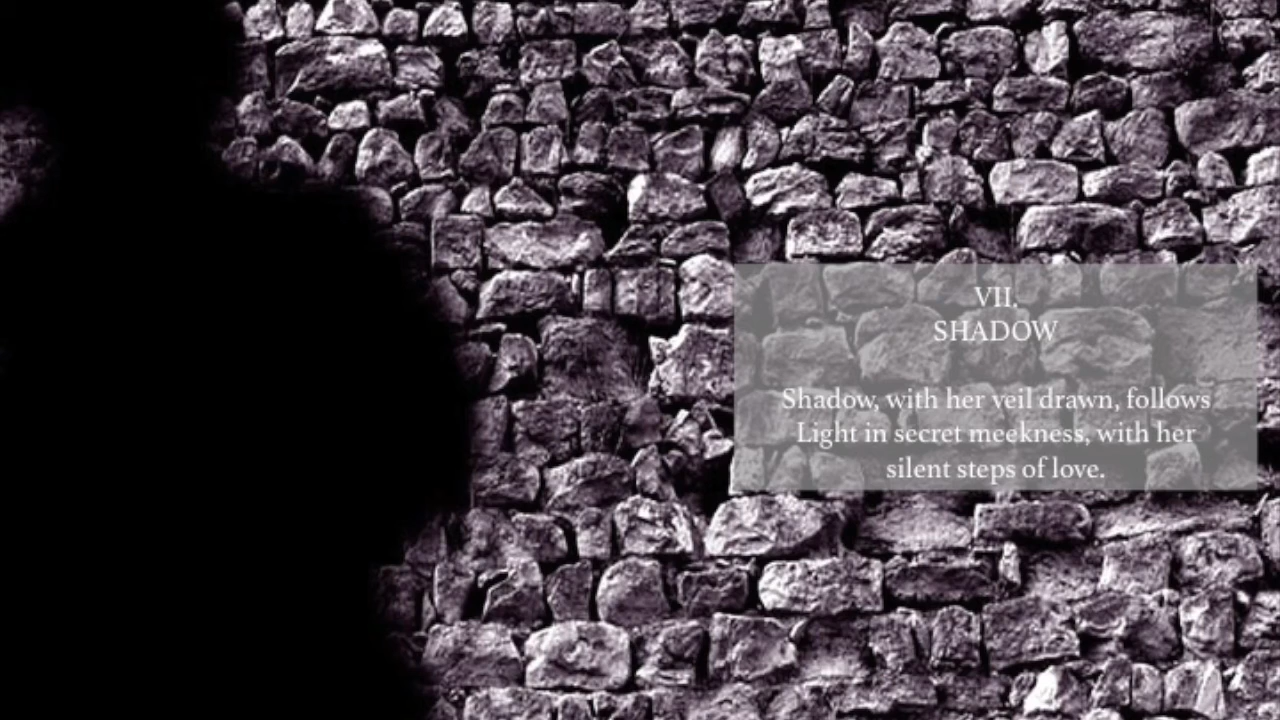 VII.
SHADOW
Shadow, with her veil drawn, follows
Light in secret meekness, with her
silent steps of love.